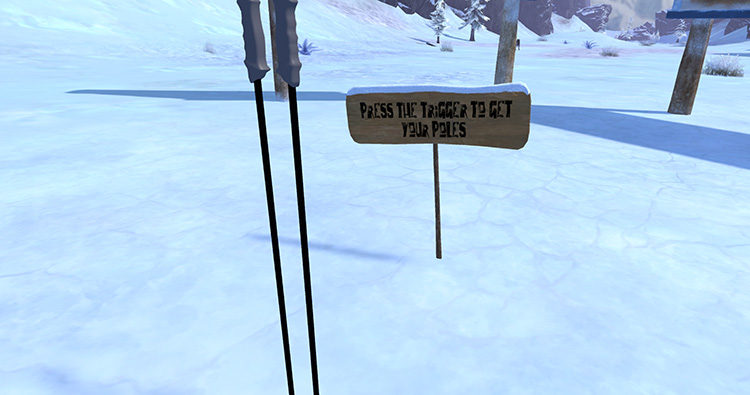 PRESS THE TRIGGER TO GET
YOUR POLES